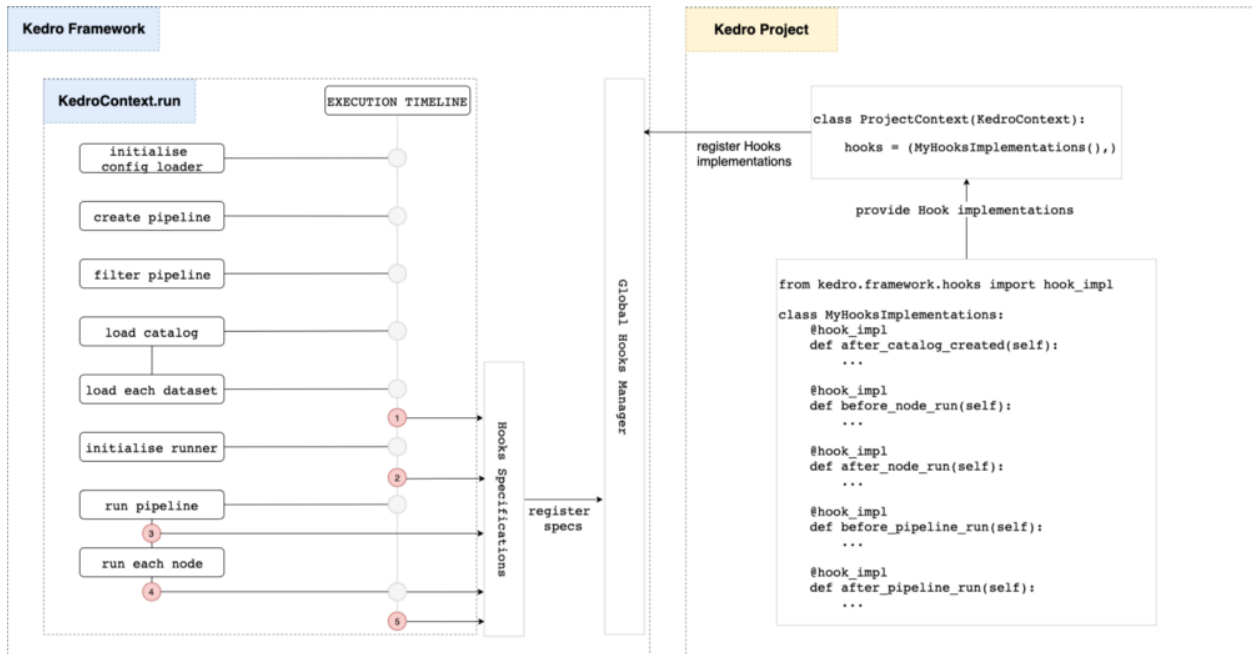 Kedro Framework
KedroContext.run
EXECUTION TIMELINE
initialise
config loader
create pipeline
filter pipeline
load catalog
load each dataset
1
initialise runner
2
run pipeline
3
run each node
4
5
Hooks Specifications
register
specs
Global Hooks Manager
Kedro Project
class ProjectContext(KedroContext):
hooks = (MyHooksImplementations(),)
register Hooks
implementations
provide Hook implementations
from kedro.framework.hooks import hook_impl
class MyHooksImplementations:
@hook_impl
def after_catalog_created(self):
...
@hook_impl
def before_node_run(self):
...
@hook_impl
def after_node_run(self):
...
@hook_impl
def before_pipeline_run(self):
...
@hook_impl
def after_pipeline_run(self):
...